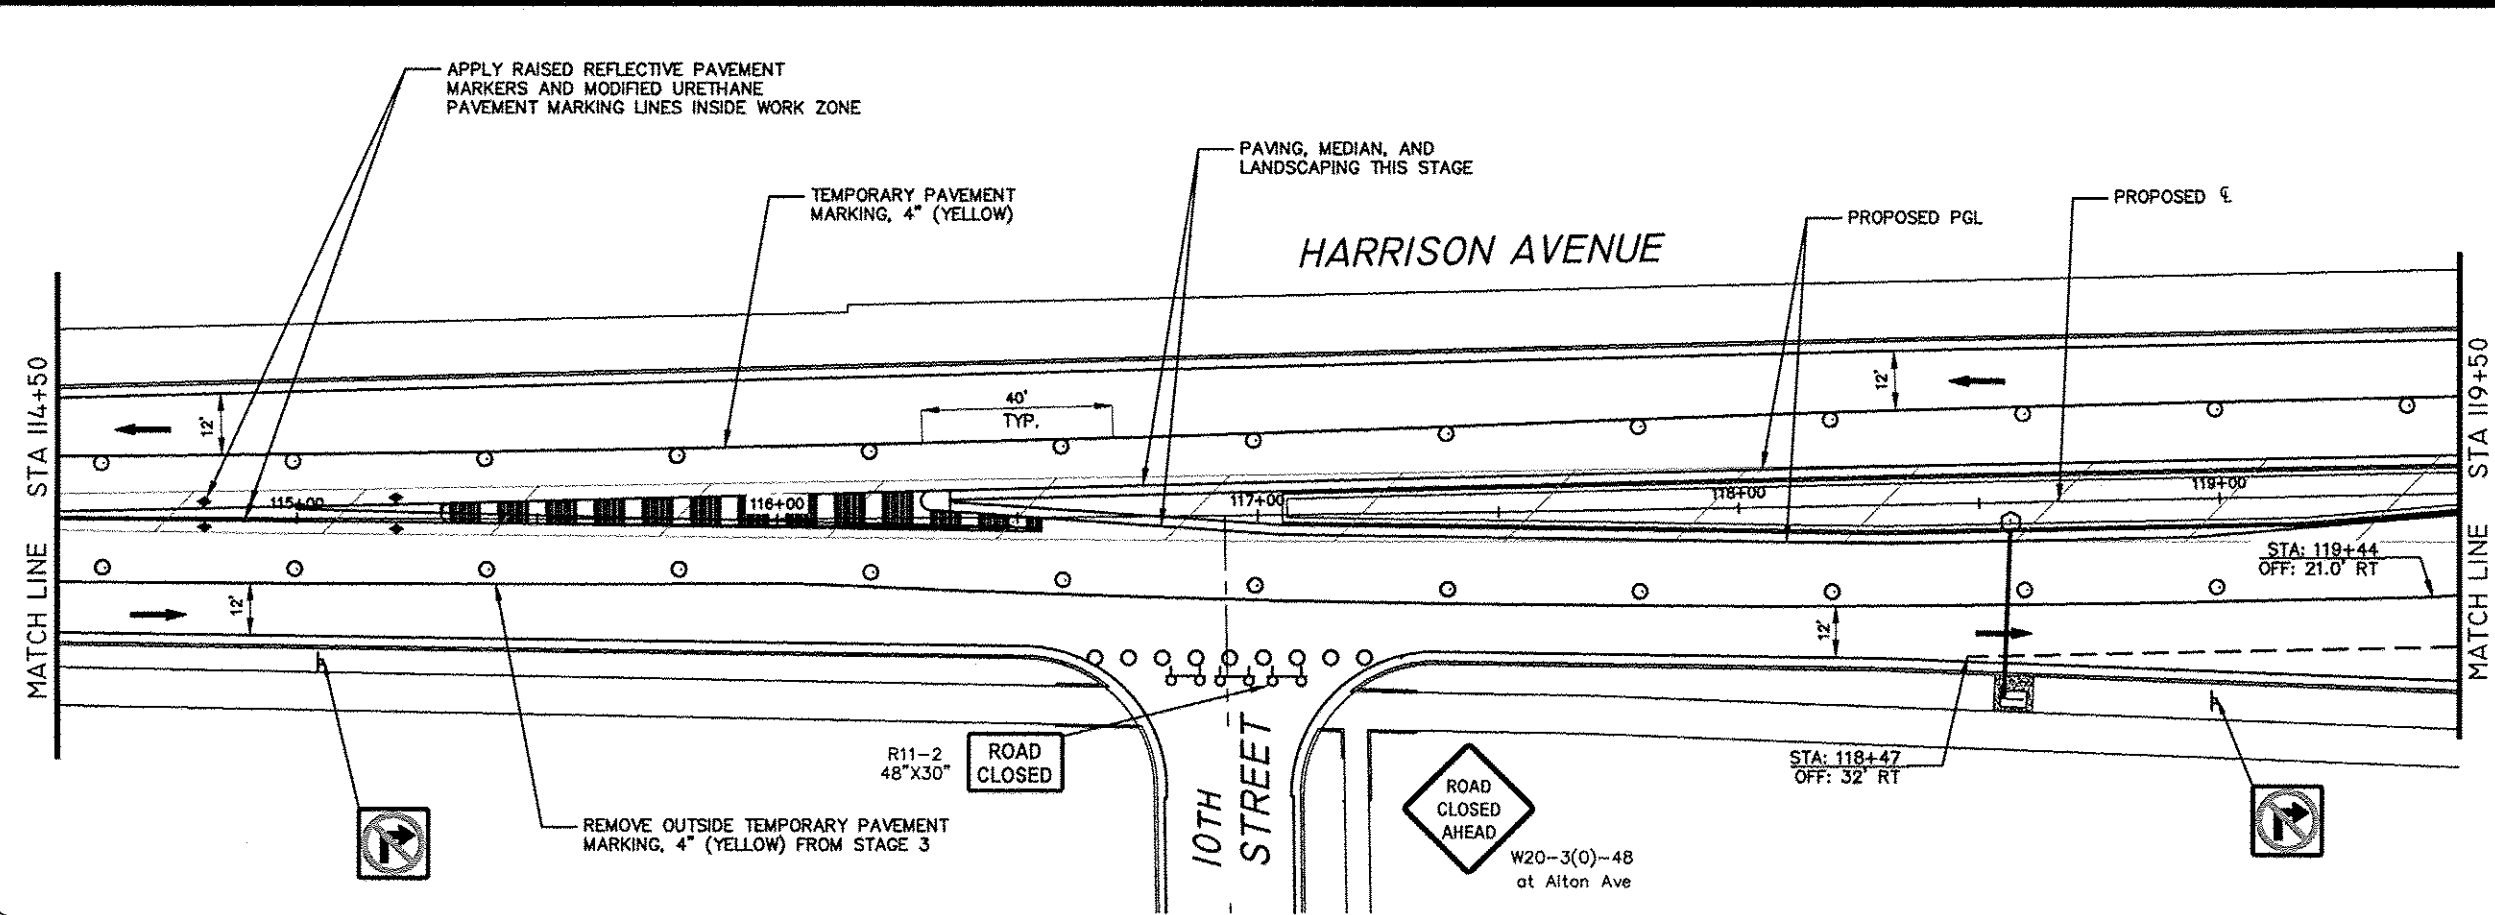 APPLY RAISED REFLECTIVE PAVEMENT
MARKERS AND MODIFIED URETHANE
PAVEMENT MARKING LINES INSIDE WORK ZONE
PAVING, MEDIAN, AND
LANDSCAPING THIS STAGE
TEMPORARY PAVEMENT
MARKING, 4" (YELLOW)
PROPOSED ℄
PROPOSED PGL
HARRISON AVENUE
MATCH LINE STA 114+50
MATCH LINE STA 119+50
12'
12'
40'
TYP.
115+00
116+00
117+00
118+00
119+00
STA: 119+44
OFF: 21.0' RT
12'
12'
R11-2
48"X30"
ROAD
CLOSED
10TH
STREET
STA: 118+47
OFF: 32' RT
ROAD
CLOSED
AHEAD
W20-3(0)-48
at Alton Ave
REMOVE OUTSIDE TEMPORARY PAVEMENT
MARKING, 4" (YELLOW) FROM STAGE 3